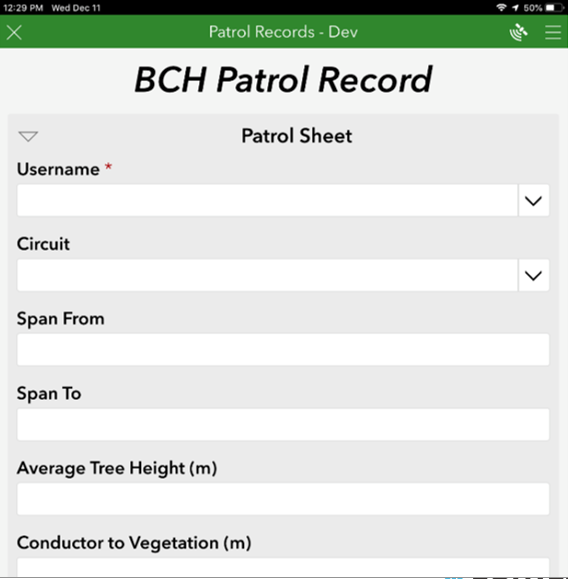 12:29 PM Wed Dec 11 50%
Patrol Records - Dev
BCH Patrol Record
Patrol Sheet
Username *
Circuit
Span From
Span To
Average Tree Height (m)
Conductor to Vegetation (m)